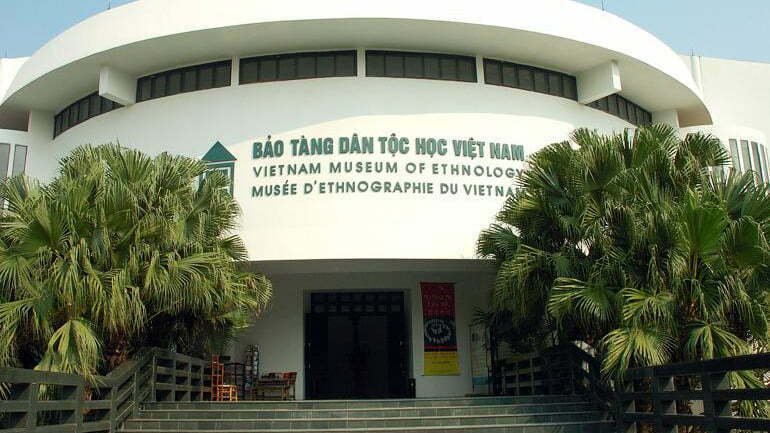 BẢO TÀNG DÂN TỘC HỌC VIỆT NAM
VIETNAM MUSEUM OF ETHNOLOGY
MUSÉE D'ETHNOGRAPHIE DU VIETNAM